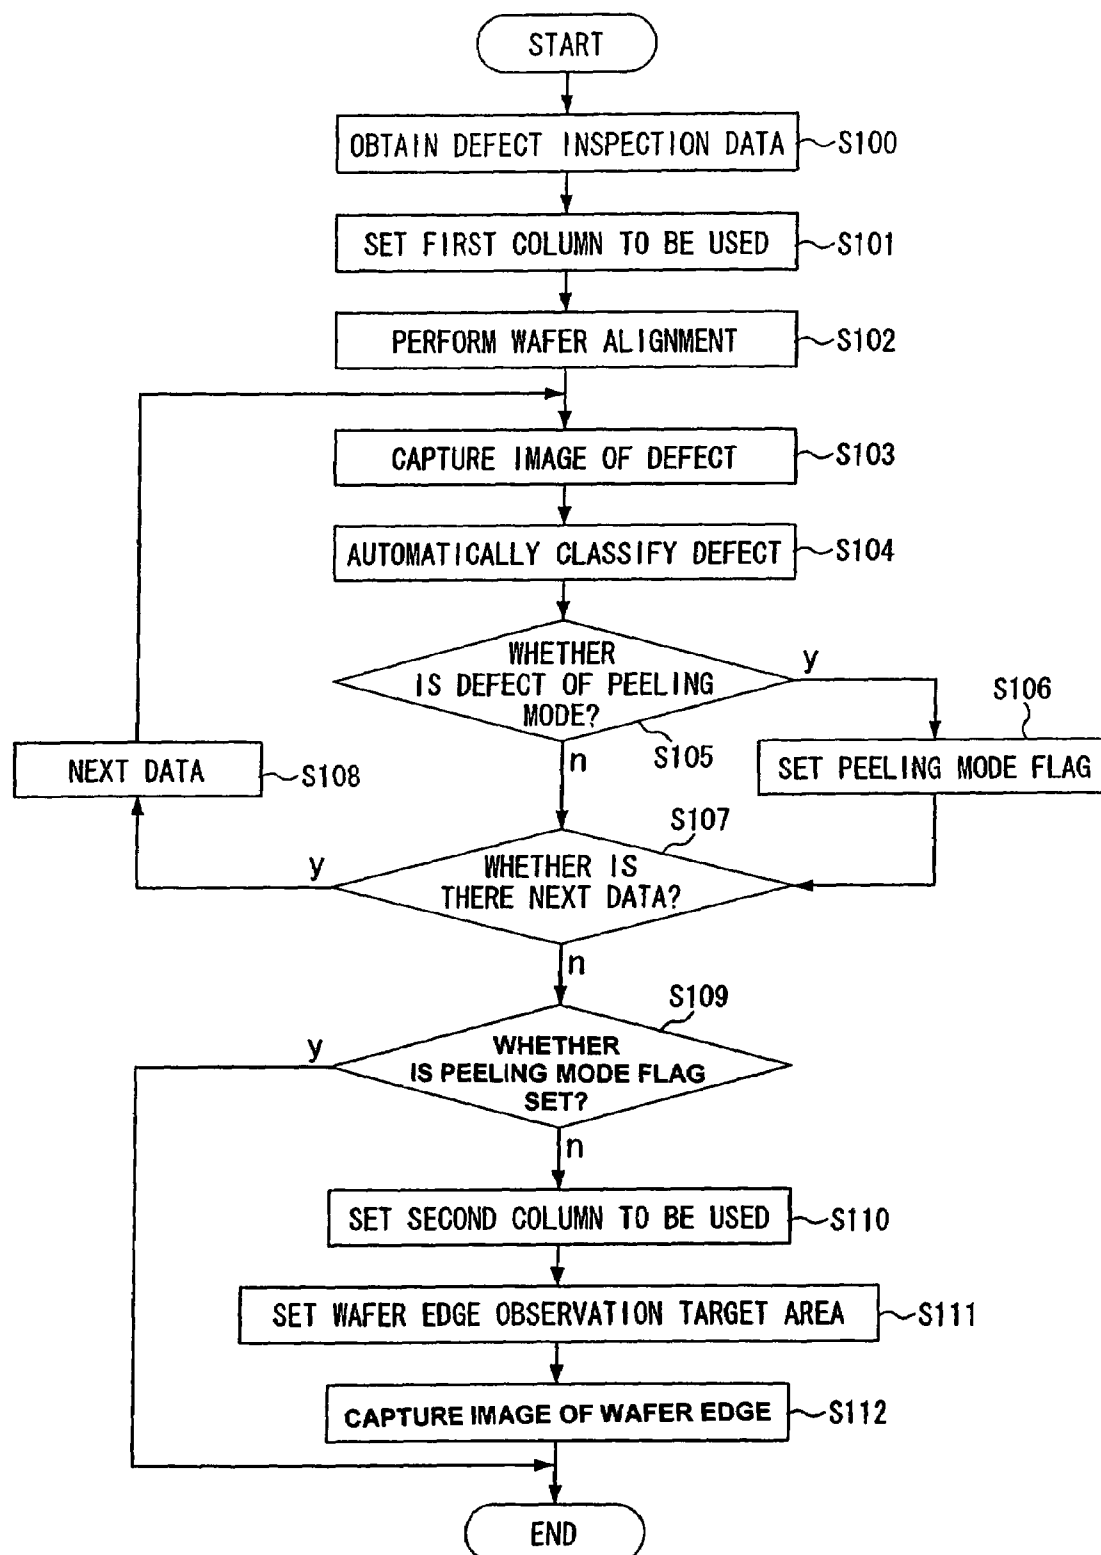 START
OBTAIN DEFECT INSPECTION DATA
S100
SET FIRST COLUMN TO BE USED
S101
PERFORM WAFER ALIGNMENT
S102
CAPTURE IMAGE OF DEFECT
S103
AUTOMATICALLY CLASSIFY DEFECT
S104
WHETHER
IS DEFECT OF PEELING
MODE?
y
S105
n
S106
SET PEELING MODE FLAG
NEXT DATA
S108
S107
WHETHER IS
THERE NEXT DATA?
y
n
S109
WHETHER
IS PEELING MODE FLAG
SET?
y
n
SET SECOND COLUMN TO BE USED
S110
SET WAFER EDGE OBSERVATION TARGET AREA
S111
CAPTURE IMAGE OF WAFER EDGE
S112
END